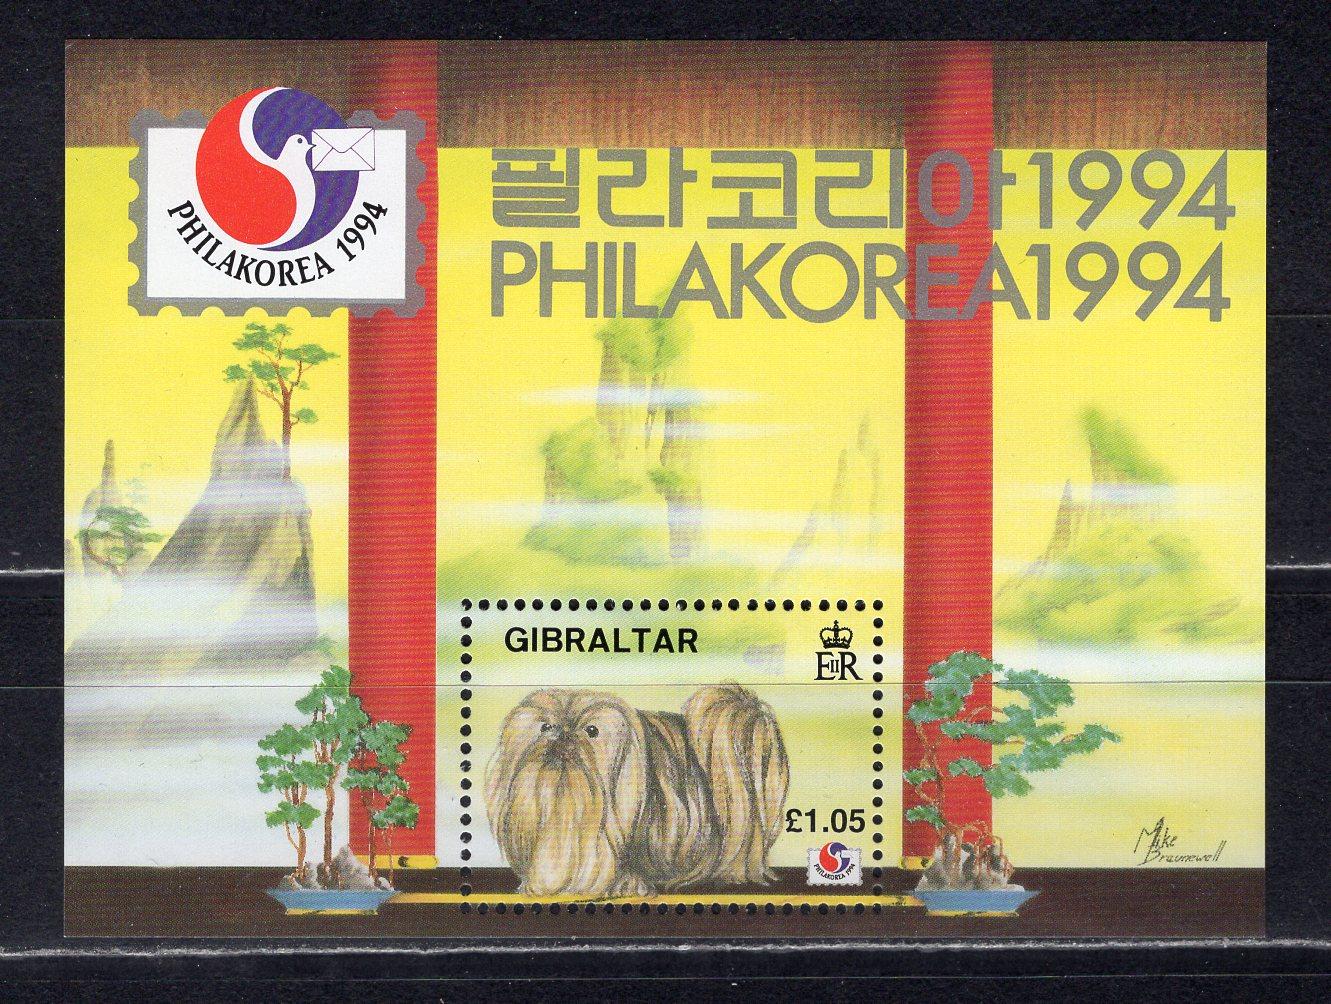 PHILAKOREA 1994
필라코리아1994
PHILAKOREA1994
GIBRALTAR
EIIR
£1.05
PHILAKOREA 1994
Mike
Braunewell